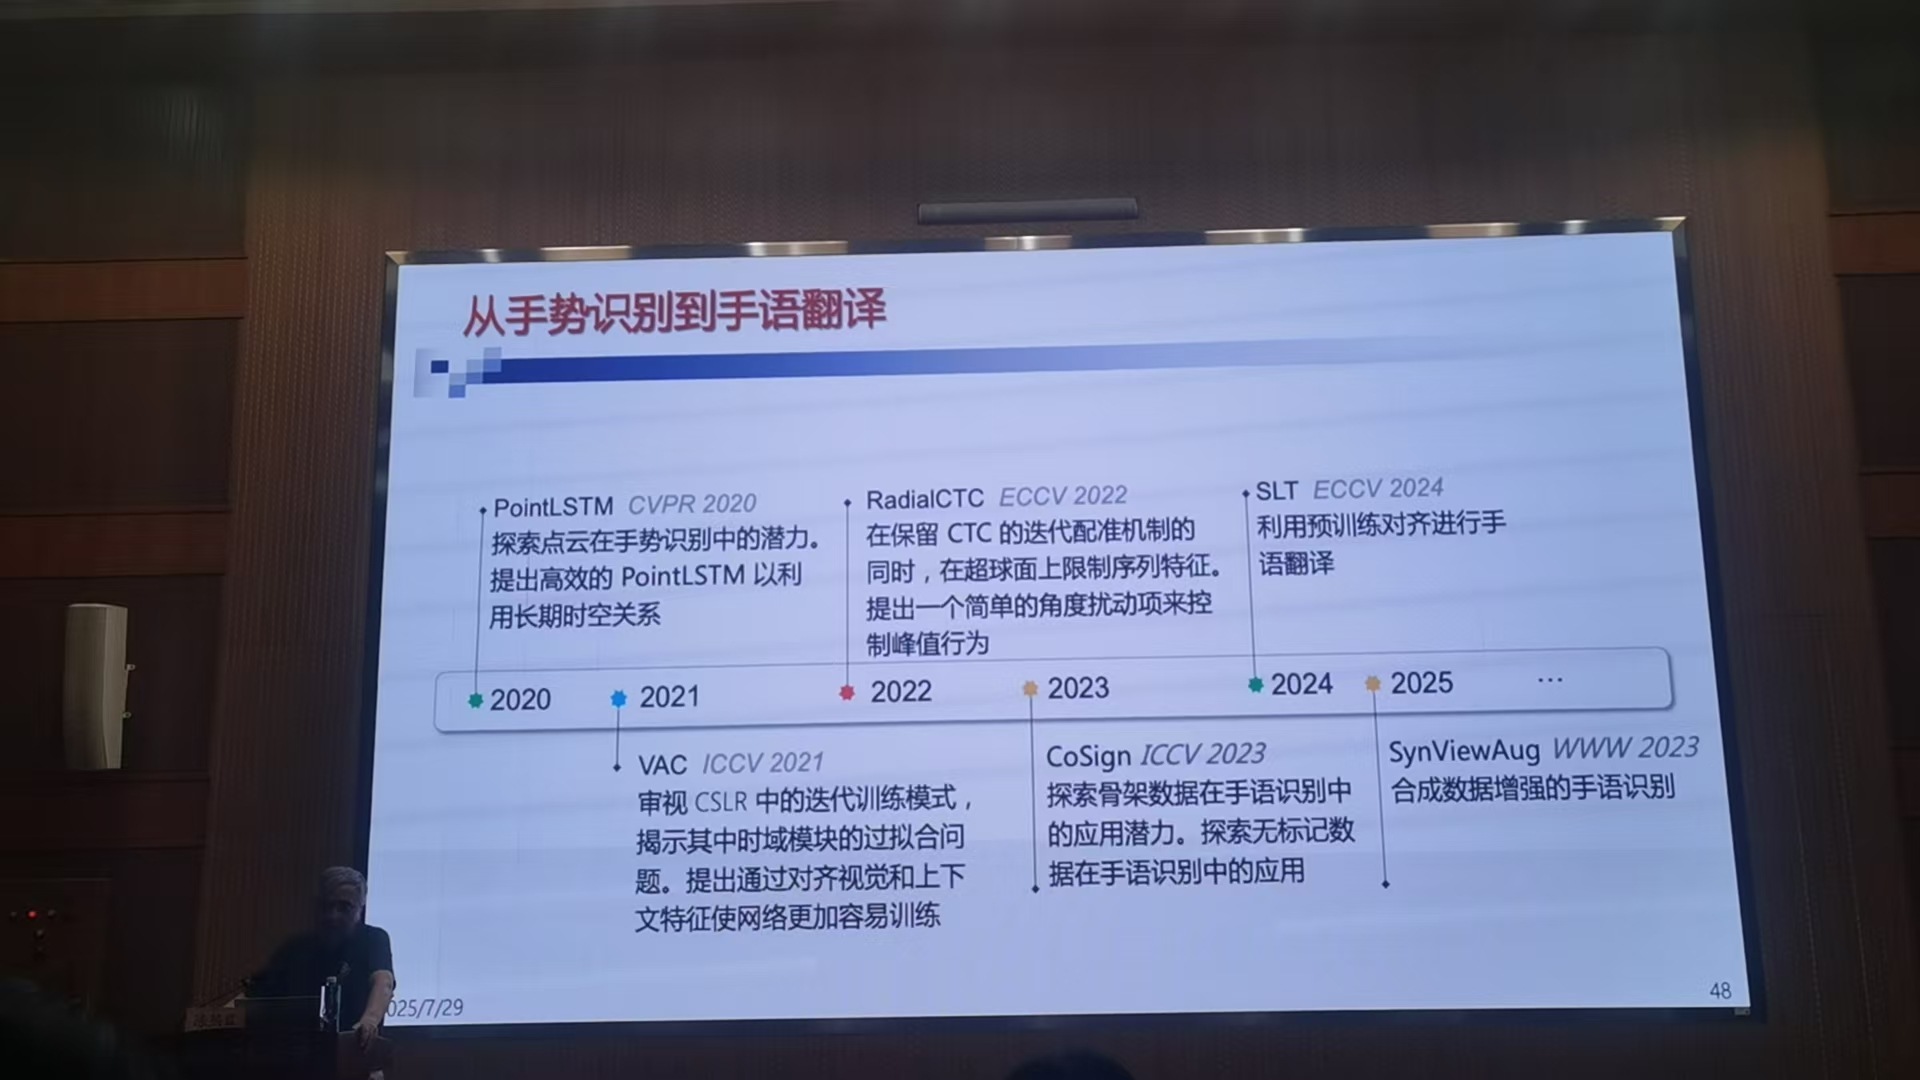 从手势识别到手语翻译
PointLSTM CVPR 2020
探索点云在手势识别中的潜力。
提出高效的 PointLSTM 以利
用长期时空关系
RadialCTC ECCV 2022
在保留 CTC 的迭代配准机制的
同时，在超球面上限制序列特征。
提出一个简单的角度扰动项来控
制峰值行为
SLT ECCV 2024
利用预训练对齐进行手
语翻译
2020
2021
2022
2023
2024
2025
…
VAC ICCV 2021
审视 CSLR 中的迭代训练模式，
揭示其中时域模块的过拟合问
题。提出通过对齐视觉和上下
文特征使网络更加容易训练
CoSign ICCV 2023
探索骨架数据在手语识别中
的应用潜力。探索无标记数
据在手语识别中的应用
SynViewAug WWW 2023
合成数据增强的手语识别
025/7/29
48